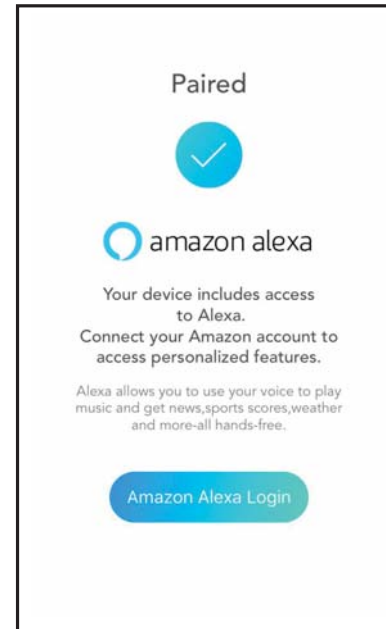 Paired
amazon alexa
Your device includes access
to Alexa.
Connect your Amazon account to
access personalized features.
Alexa allows you to use your voice to play
music and get news,sports scores,weather
and more-all hands-free.
Amazon Alexa Login